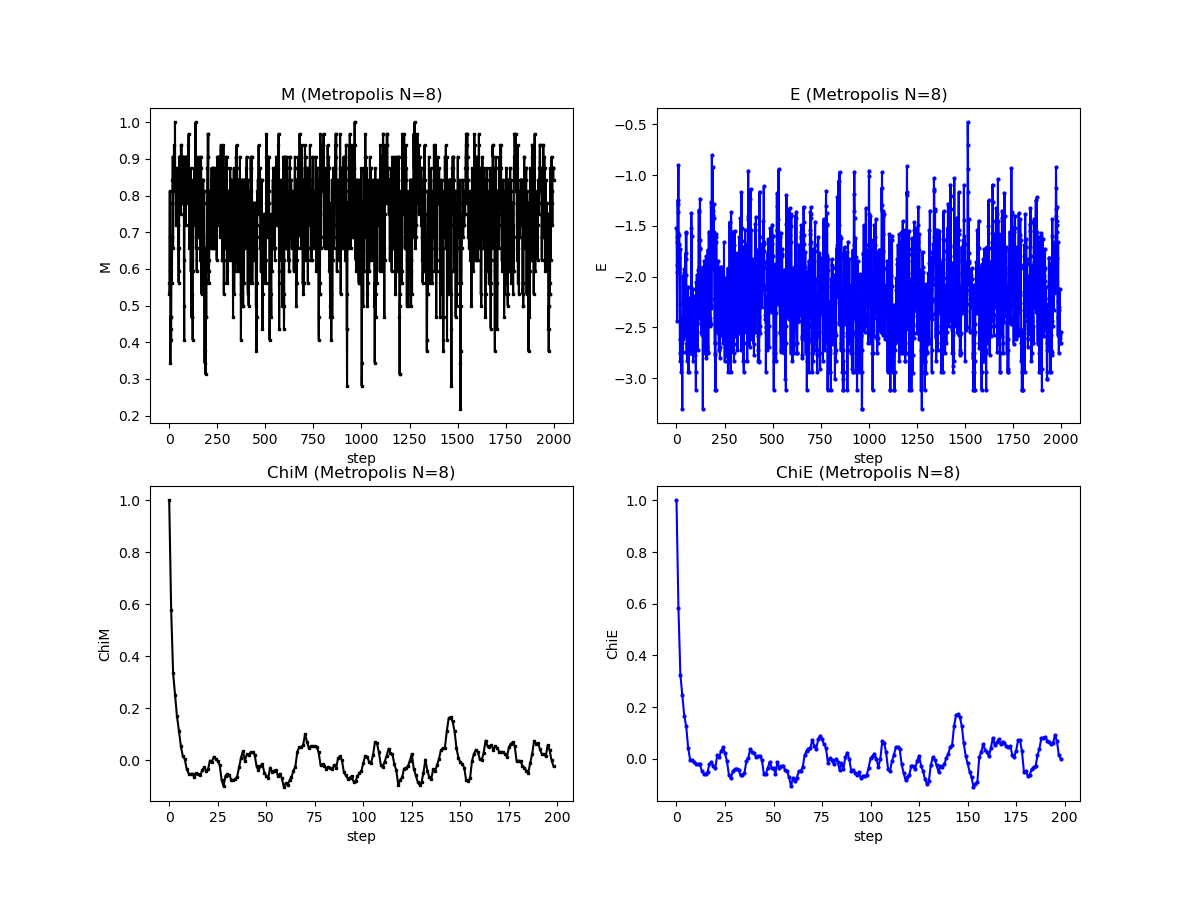 M (Metropolis N=8)
1.0
0.9
0.8
0.7
0.6
0.5
0.4
0.3
0.2
M
0 250 500 750 1000 1250 1500 1750 2000
step
E (Metropolis N=8)
−0.5
−1.0
−1.5
−2.0
−2.5
−3.0
E
0 250 500 750 1000 1250 1500 1750 2000
step
ChiM (Metropolis N=8)
1.0
0.8
0.6
0.4
0.2
0.0
ChiM
0 25 50 75 100 125 150 175 200
step
ChiE (Metropolis N=8)
1.0
0.8
0.6
0.4
0.2
0.0
ChiE
0 25 50 75 100 125 150 175 200
step